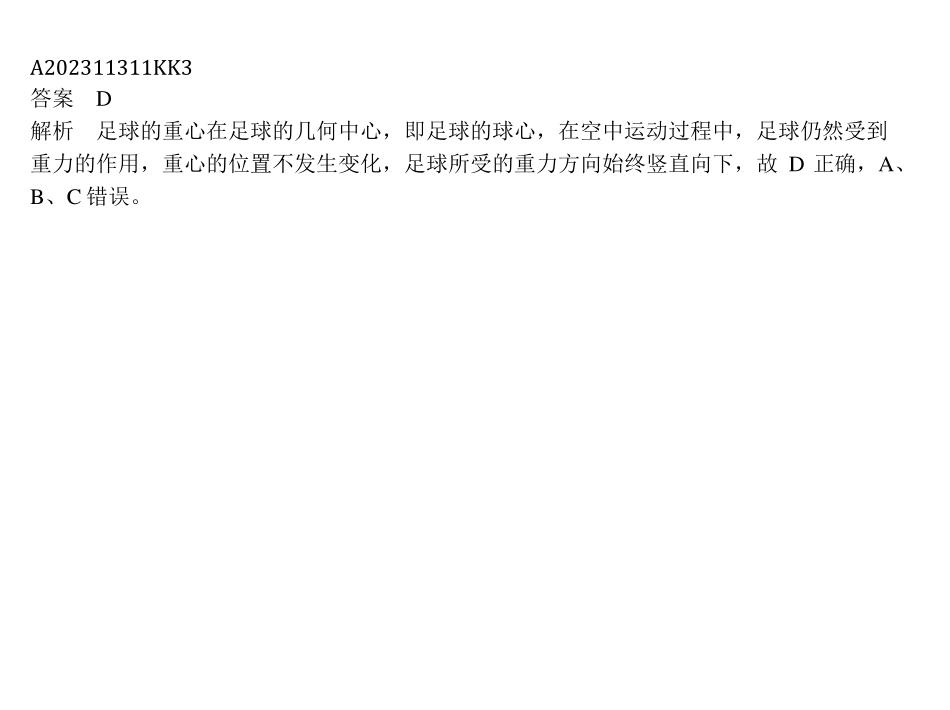 A202311311KK3
答案　D
解析　足球的重心在足球的几何中心，即足球的球心，在空中运动过程中，足球仍然受到
重力的作用，重心的位置不发生变化，足球所受的重力方向始终竖直向下，故 D 正确，A、
B、C 错误。